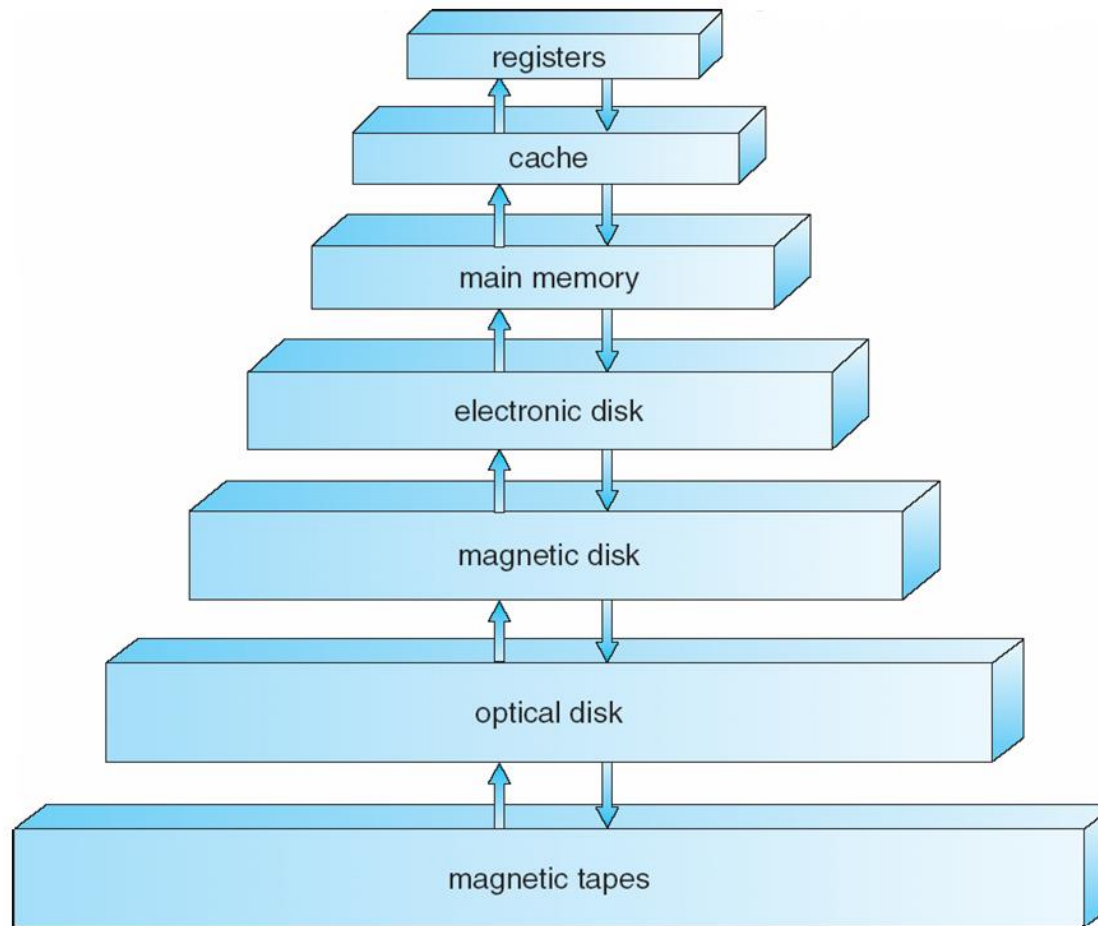 registers
cache
main memory
electronic disk
magnetic disk
optical disk
magnetic tapes